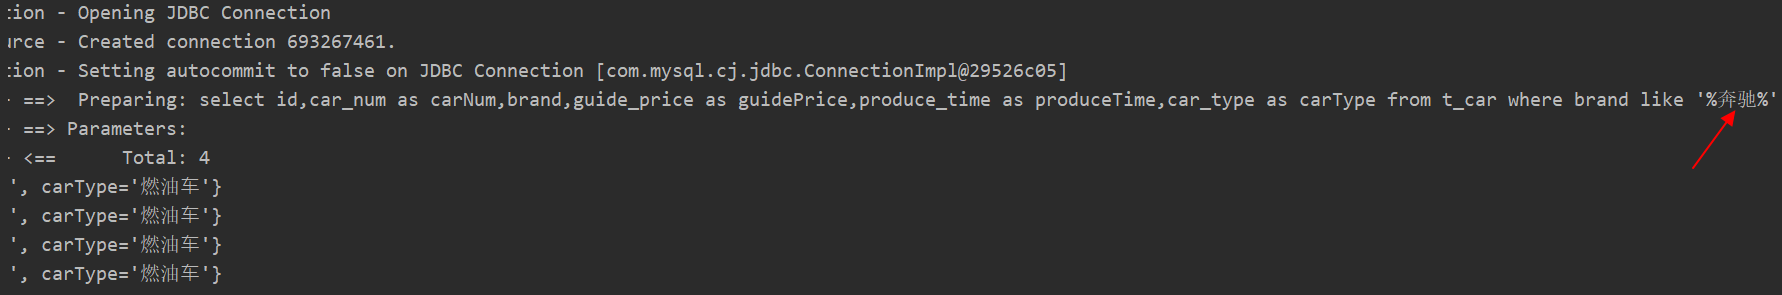 ion - Opening JDBC Connection
rce - Created connection 693267461.
ion - Setting autocommit to false on JDBC Connection [com.mysql.cj.jdbc.ConnectionImpl@29526c05]
==>  Preparing: select id,car_num as carNum,brand,guide_price as guidePrice,produce_time as produceTime,car_type as carType from t_car where brand like '%奔驰%'
==> Parameters:
<==      Total: 4
', carType='燃油车'}
', carType='燃油车'}
', carType='燃油车'}
', carType='燃油车'}